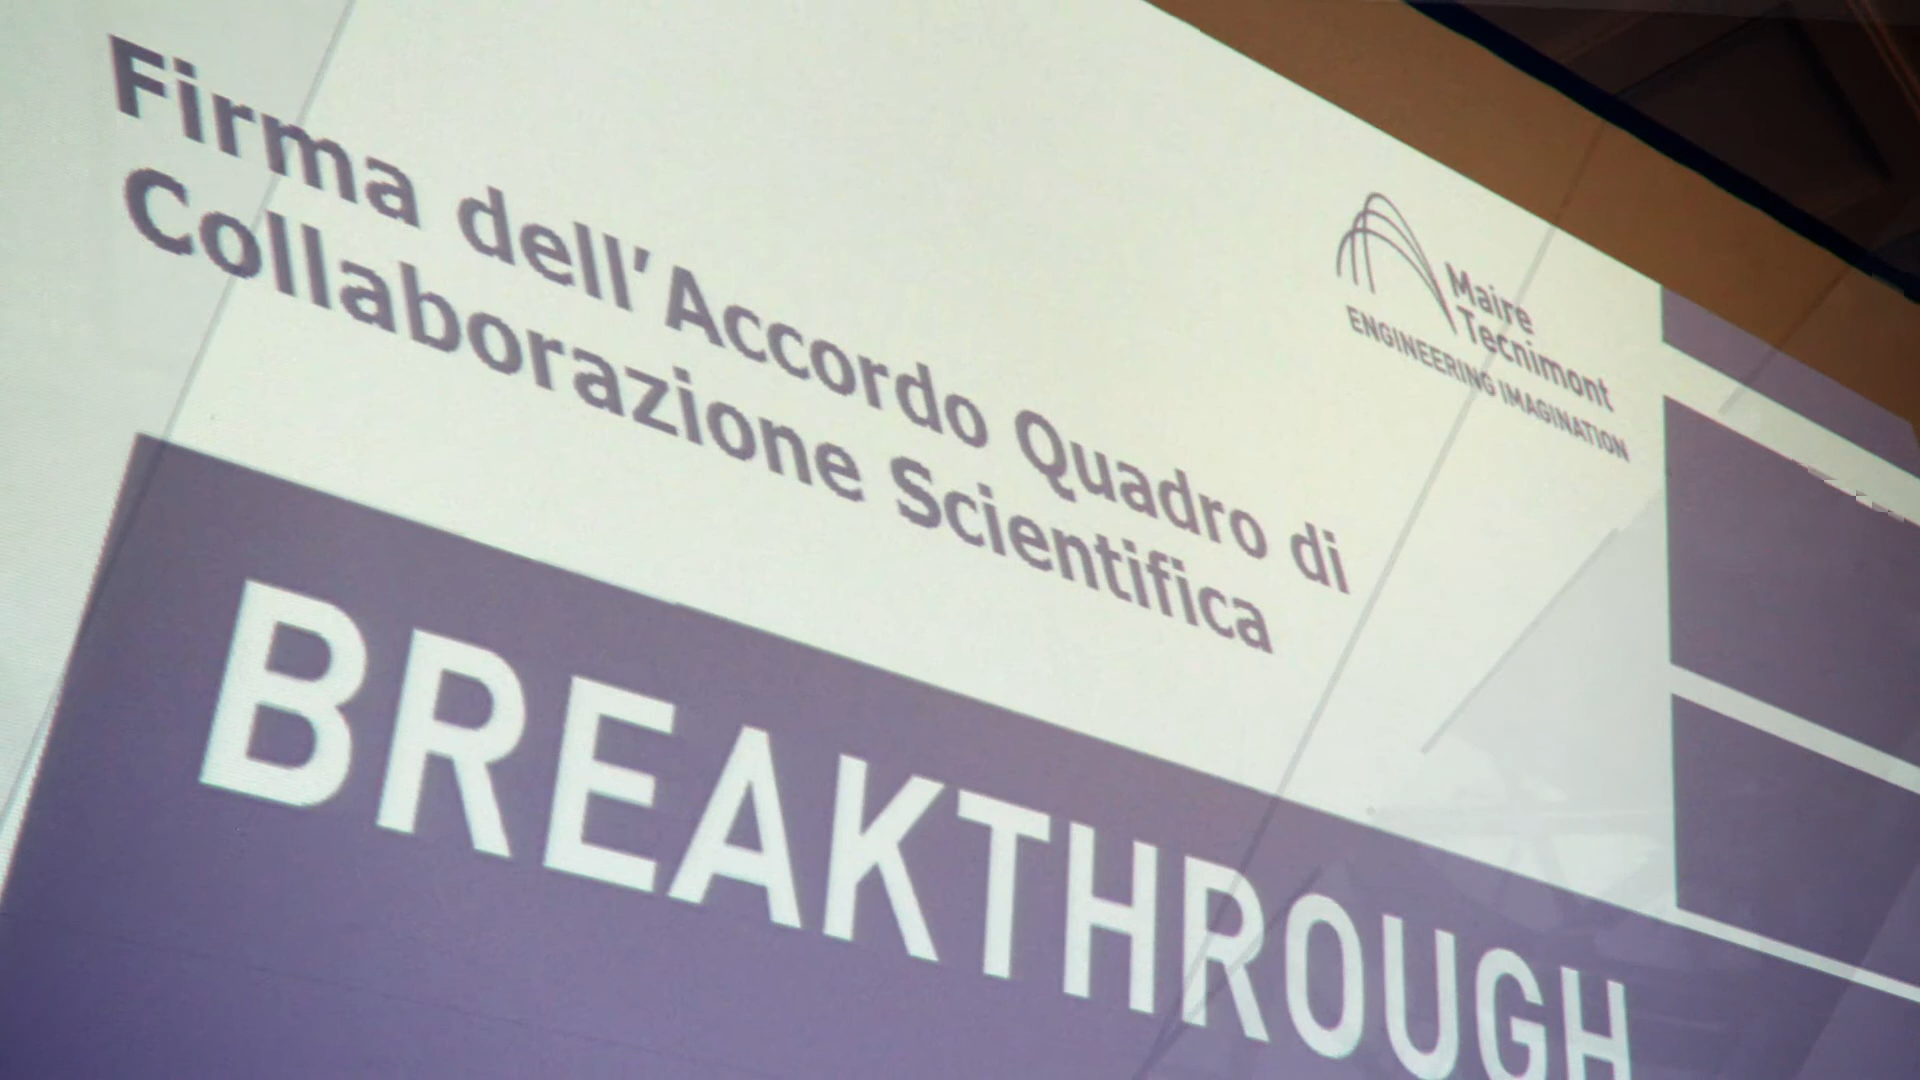 Firma dell'Accordo Quadro di
Collaborazione Scientifica
Maire
Tecnimont
ENGINEERING IMAGINATION
BREAKTHROUGH